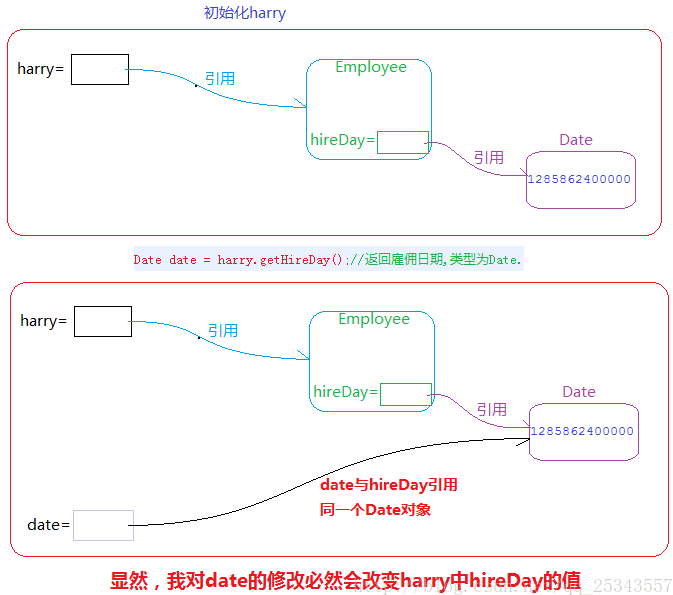 初始化harry
harry=
引用
Employee
hireDay=
引用
Date
1285862400000
Date date = harry.getHireDay();//返回雇佣日期,类型为Date.
harry=
引用
Employee
hireDay=
引用
Date
1285862400000
date与hireDay引用
同一个Date对象
date=
显然，我对date的修改必然会改变harry中hireDay的值
http://blog.csdn.net/qq_25343557